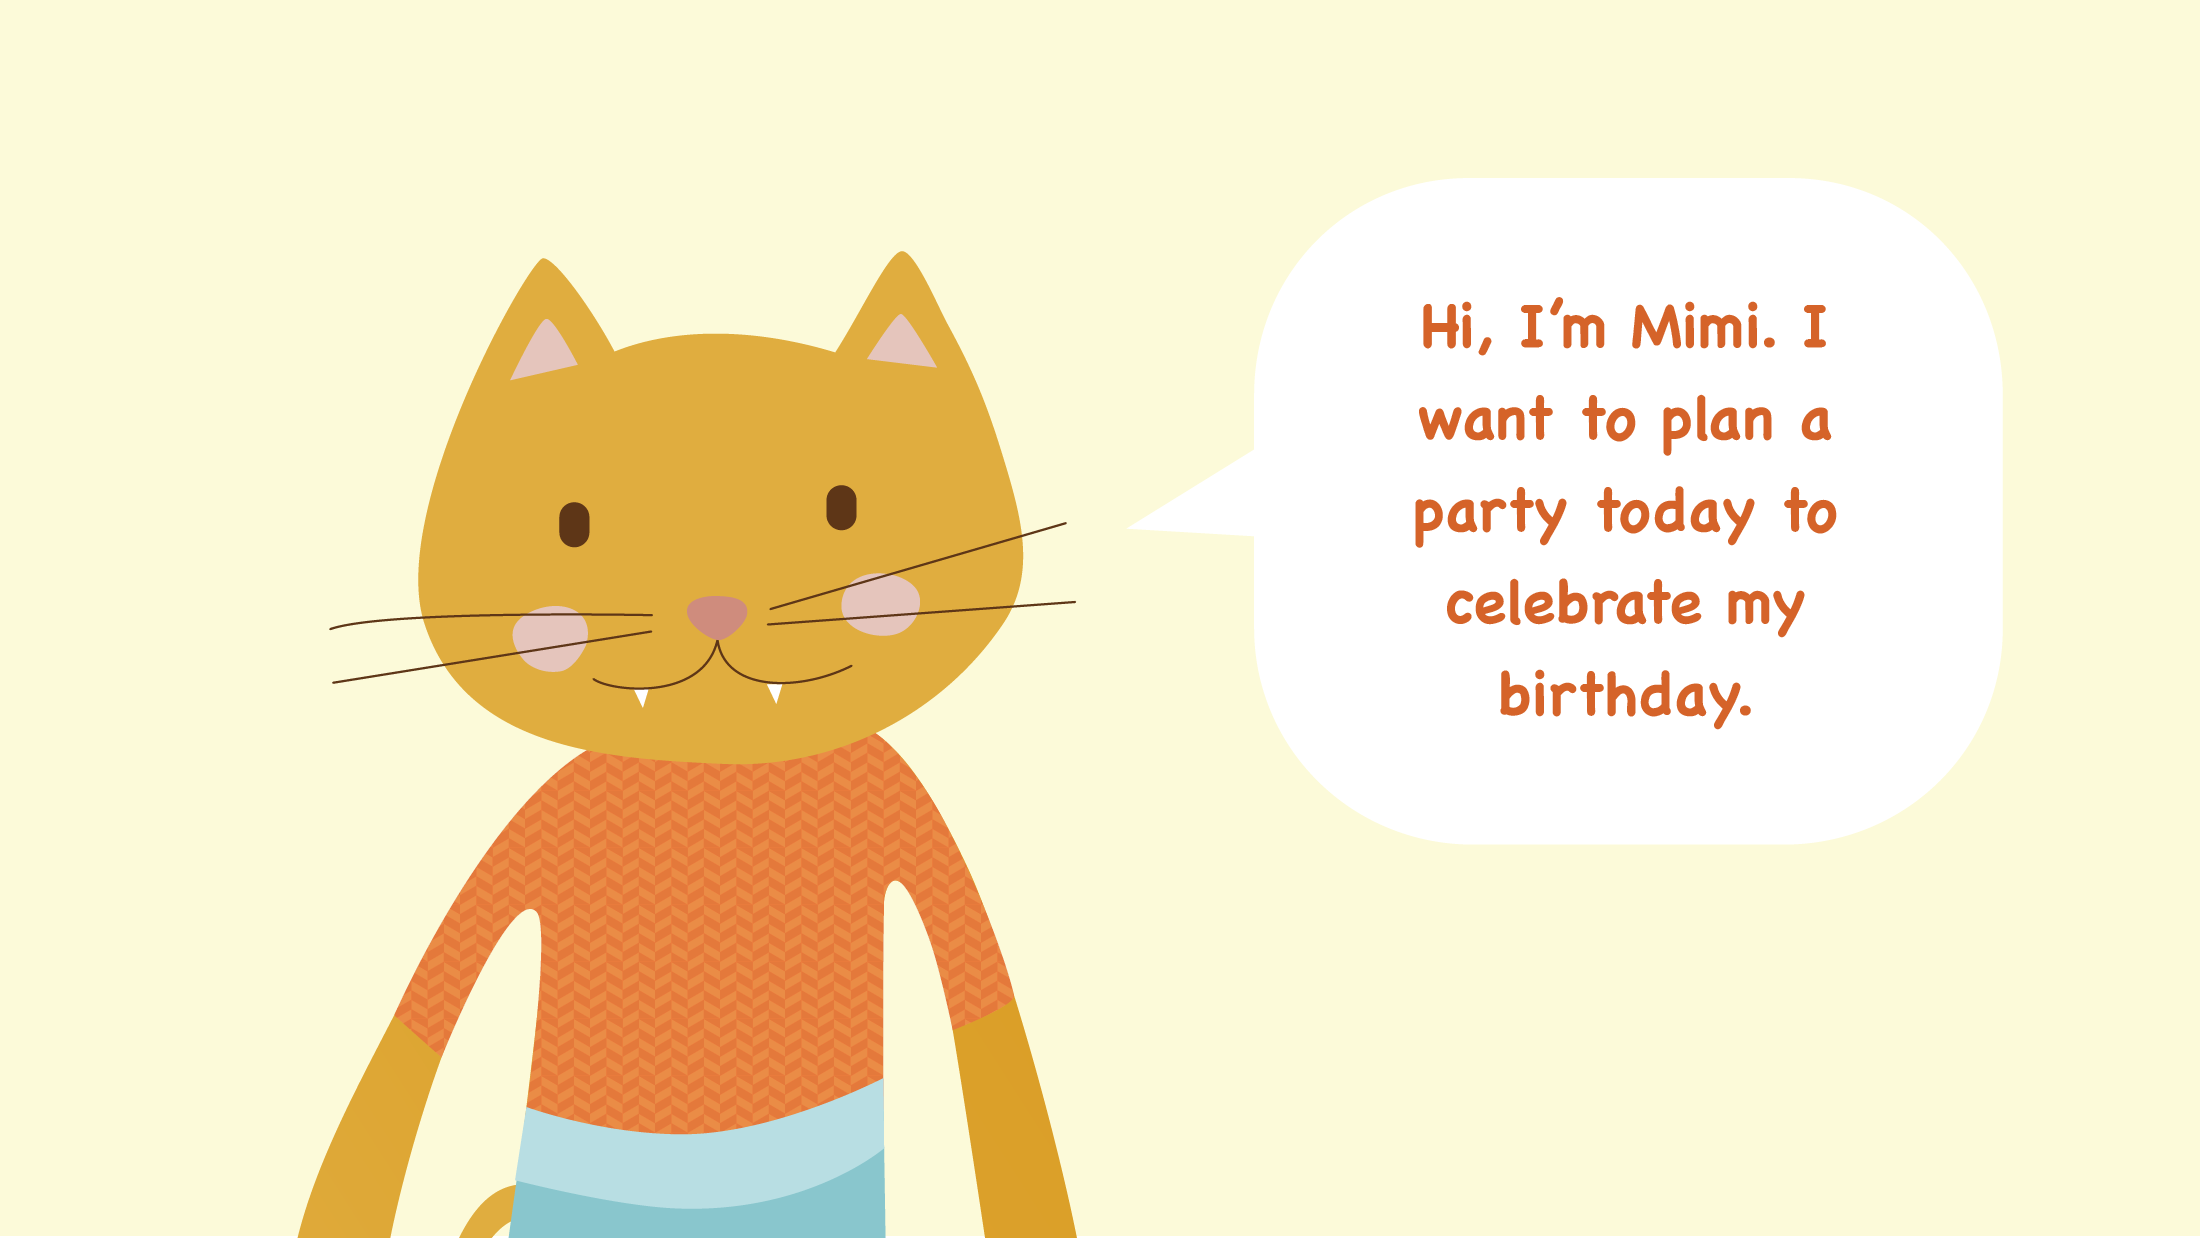 Hi, I’m Mimi. I
want to plan a
party today to
celebrate my
birthday.